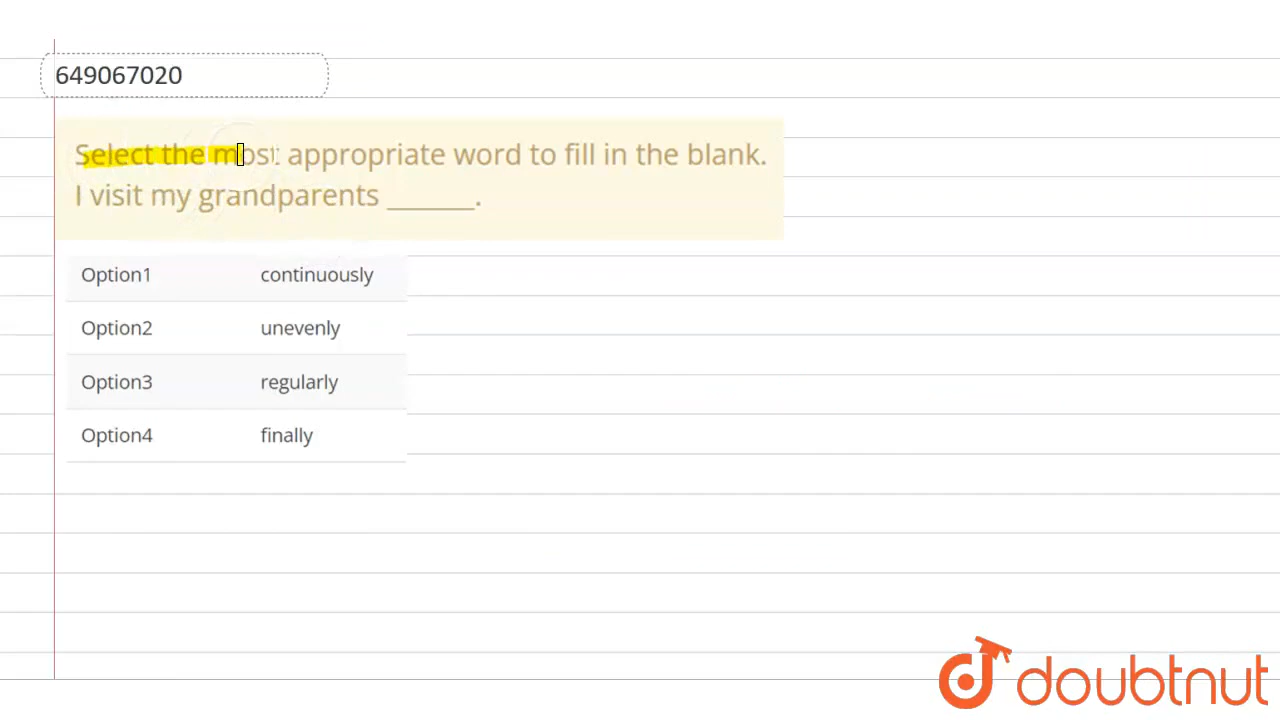 649067020
Select the most appropriate word to fill in the blank.
I visit my grandparents _______.
Option1 continuously
Option2 unevenly
Option3 regularly
Option4 finally
doubtnut